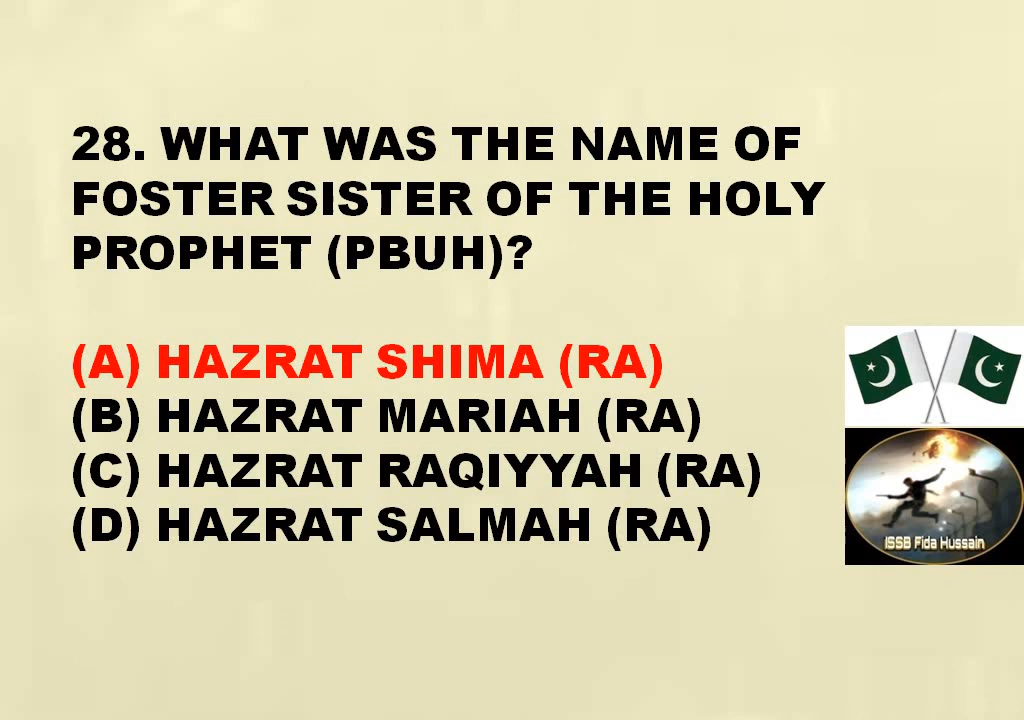 28. WHAT WAS THE NAME OF
FOSTER SISTER OF THE HOLY
PROPHET (PBUH)?
(A) HAZRAT SHIMA (RA)
(B) HAZRAT MARIAH (RA)
(C) HAZRAT RAQIYYAH (RA)
(D) HAZRAT SALMAH (RA)
ISSB Fida Hussain